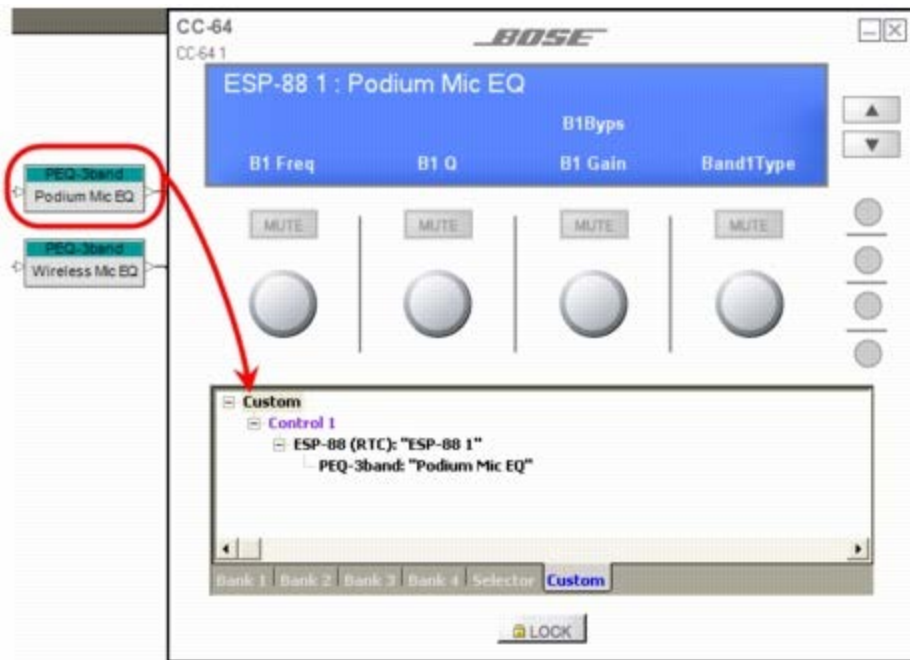 CC-64
BOSE
CC-64 1
ESP-88 1 : Podium Mic EQ
B1Byps
B1 Freq B1 Q B1 Gain Band1Type
PEQ-3band
Podium Mic EQ
MUTE MUTE MUTE MUTE
PEQ-3band
Wireless Mic EQ
Custom
Control 1
ESP-88 (RTC): "ESP-88 1"
PEQ-3band: "Podium Mic EQ"
Bank 1 Bank 2 Bank 3 Bank 4 Selector Custom
LOCK